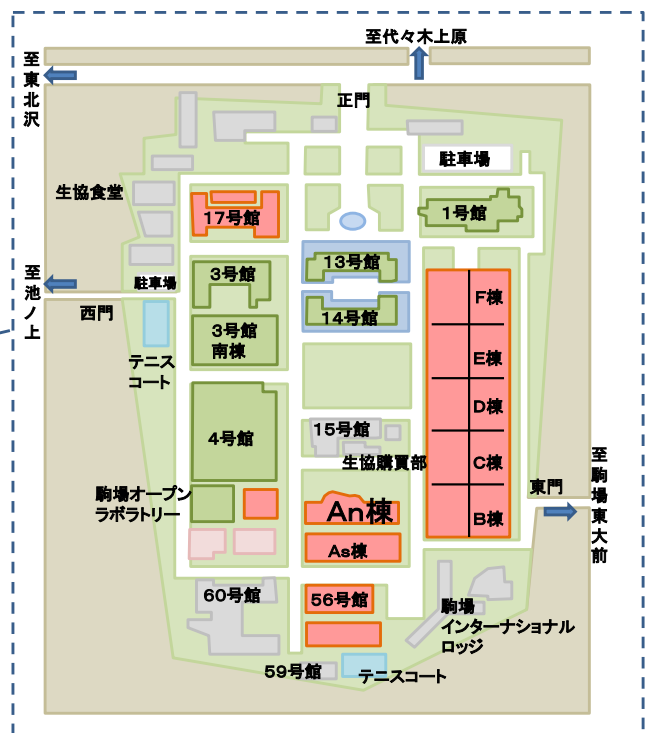 至代々木上原
至東北沢
正門
駐車場
生協食堂
17号館
1号館
13号館
3号館
至池ノ上
駐車場
F棟
西門
14号館
3号館
南棟
テニス
コート
E棟
D棟
15号館
4号館
生協購買部
C棟
至駒場東大前
東門
駒場オープン
ラボラトリー
An棟
B棟
As棟
60号館
56号館
駒場
インターナショナル
ロッジ
59号館
テニスコート